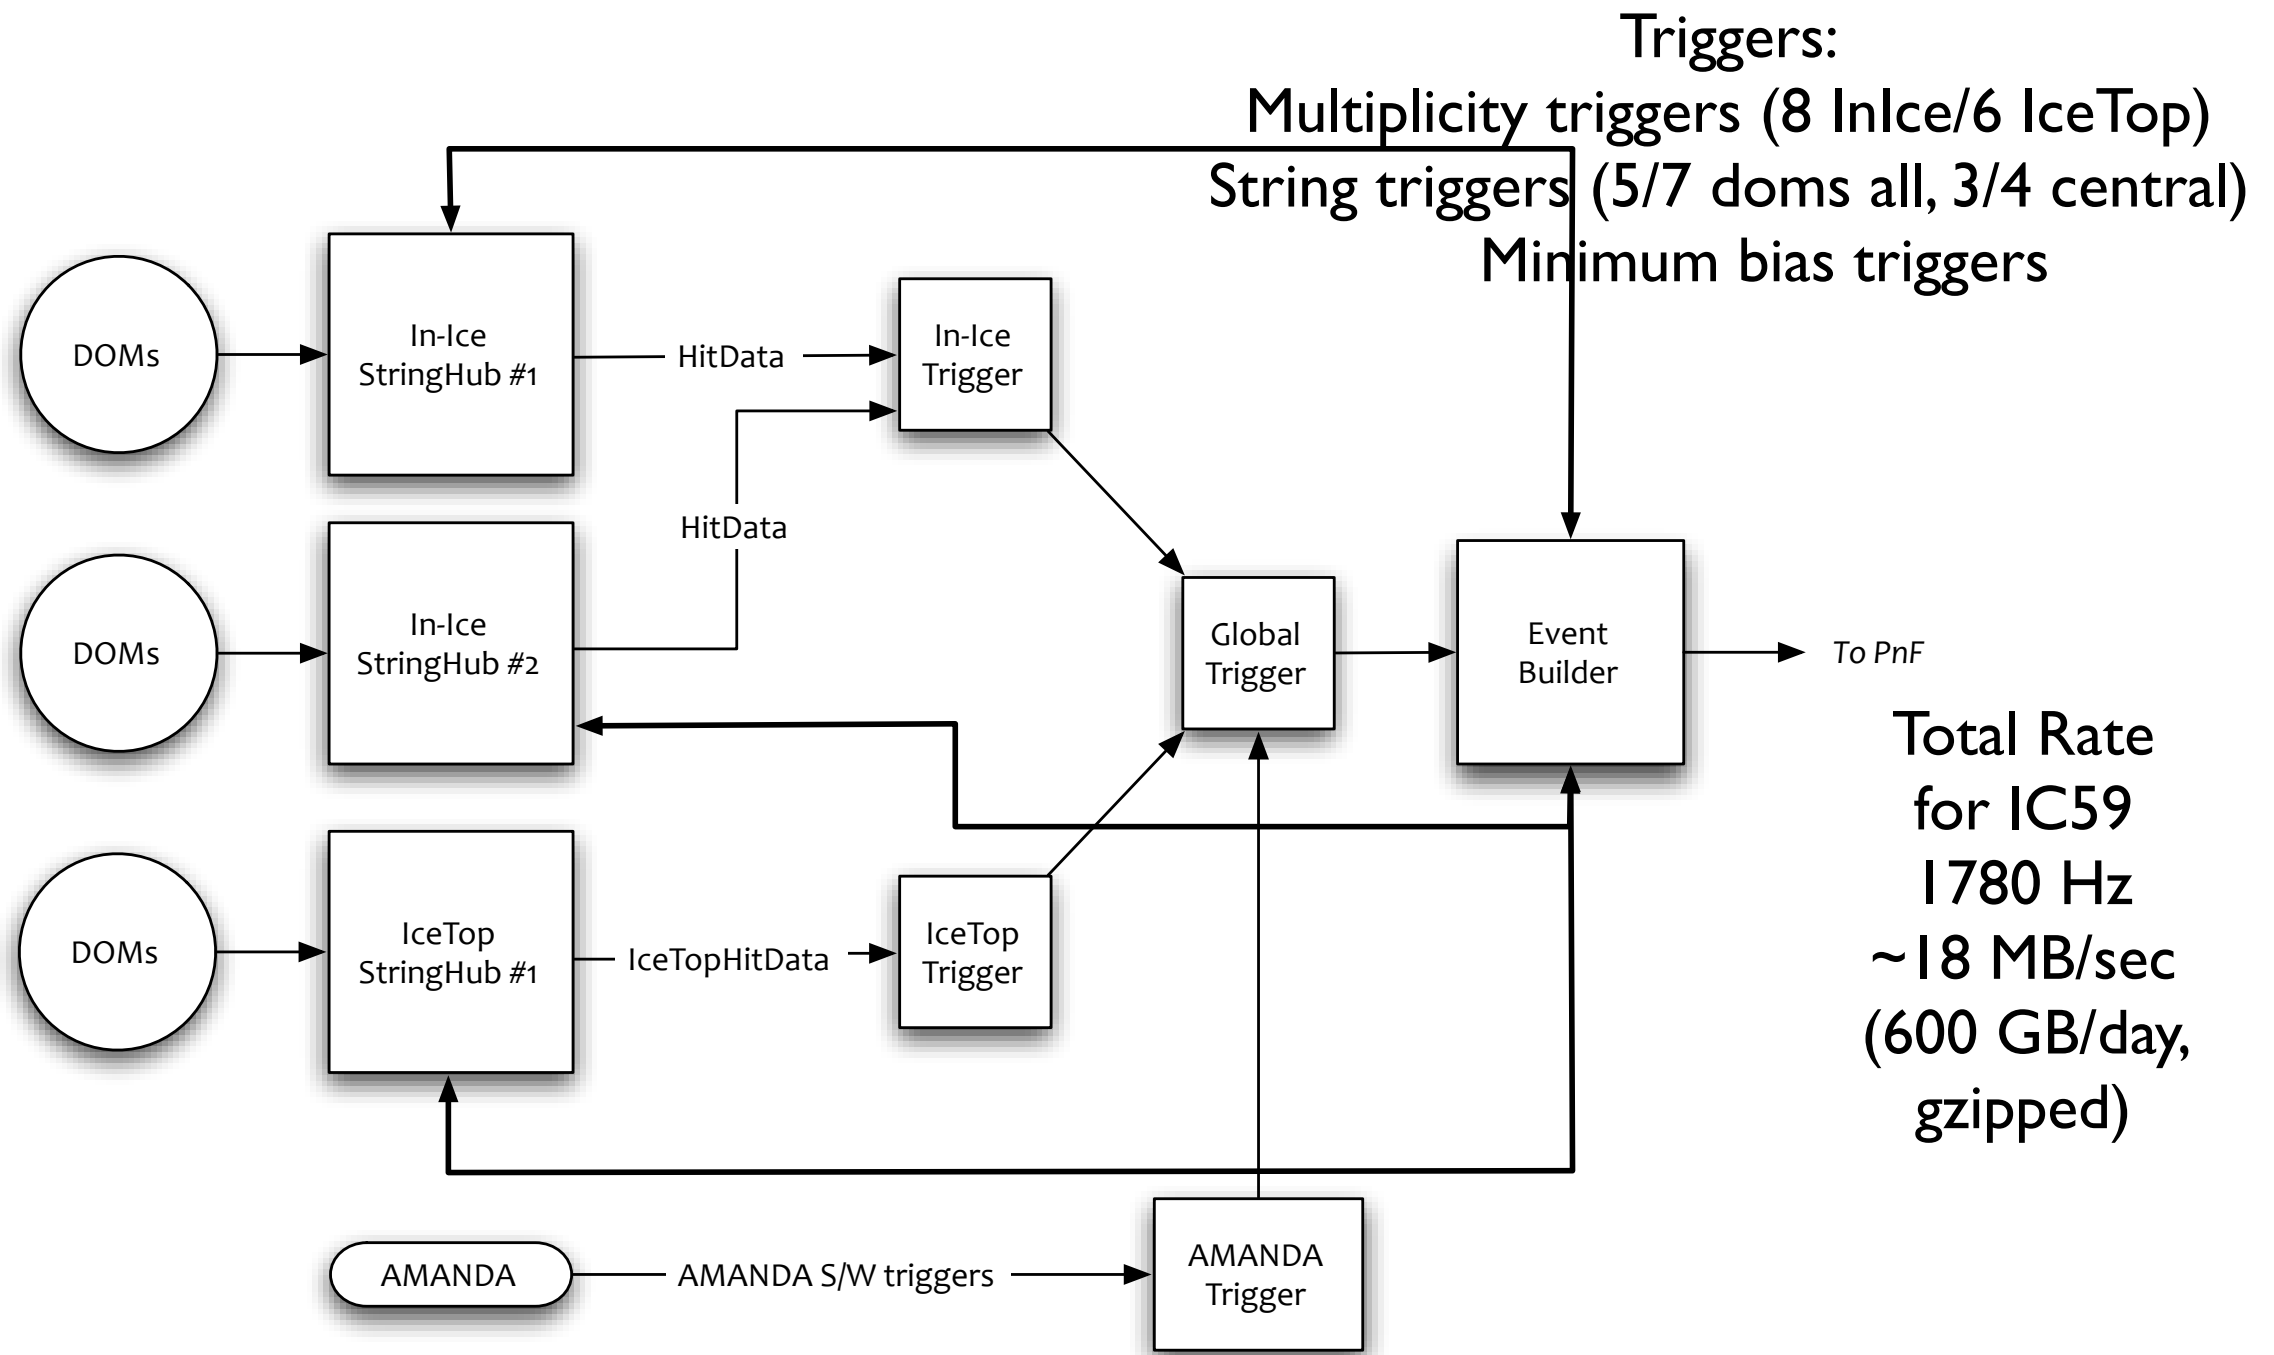 Triggers:
Multiplicity triggers (8 InIce/6 IceTop)
String triggers (5/7 doms all, 3/4 central)
Minimum bias triggers
DOMs
In-Ice
StringHub #1
HitData
In-Ice
Trigger
HitData
DOMs
In-Ice
StringHub #2
Global
Trigger
Event
Builder
To PnF
Total Rate
for IC59
1780 Hz
~18 MB/sec
(600 GB/day,
gzipped)
DOMs
IceTop
StringHub #1
IceTopHitData
IceTop
Trigger
AMANDA
AMANDA S/W triggers
AMANDA
Trigger